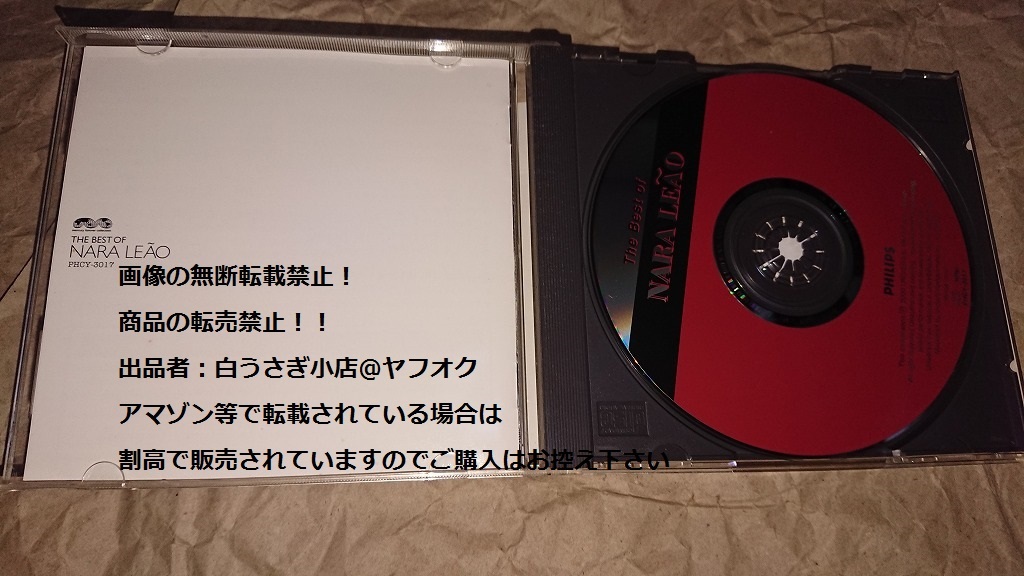 THE BEST OF
NARA LEÃO
PHCY-3017
画像の無断転載禁止！
商品の転売禁止！！
出品者：白うさぎ小店@ヤフオク
アマゾン等で転載されている場合は
割高で販売されていますのでご購入はお控え下さい
The Best of
NARA LEÃO
PHILIPS